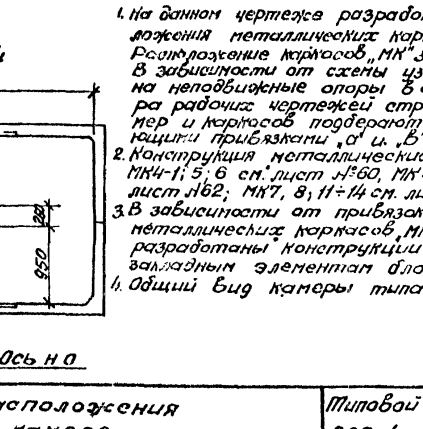 1. На данном чертеже разрабо
ложения металлических кар
Расположение каркасов „МК"
В зависимости от схемы
на неподвижные опоры в
ра рабочих чертежей стр
мер и каркасов подберают
ющими привязками „а" и „В"
2. Конструкция металлически
МК4-1; 5; 6 см. лист №60, МК-
лист №62; МК7, 8; 11÷14 см. ли
3. В зависимости от привязок
металлических каркасов „М
разработаны конструкции
закладным элементам бло
4. Общий вид камеры типа
280
950
Ось н о
сположения
Типовой